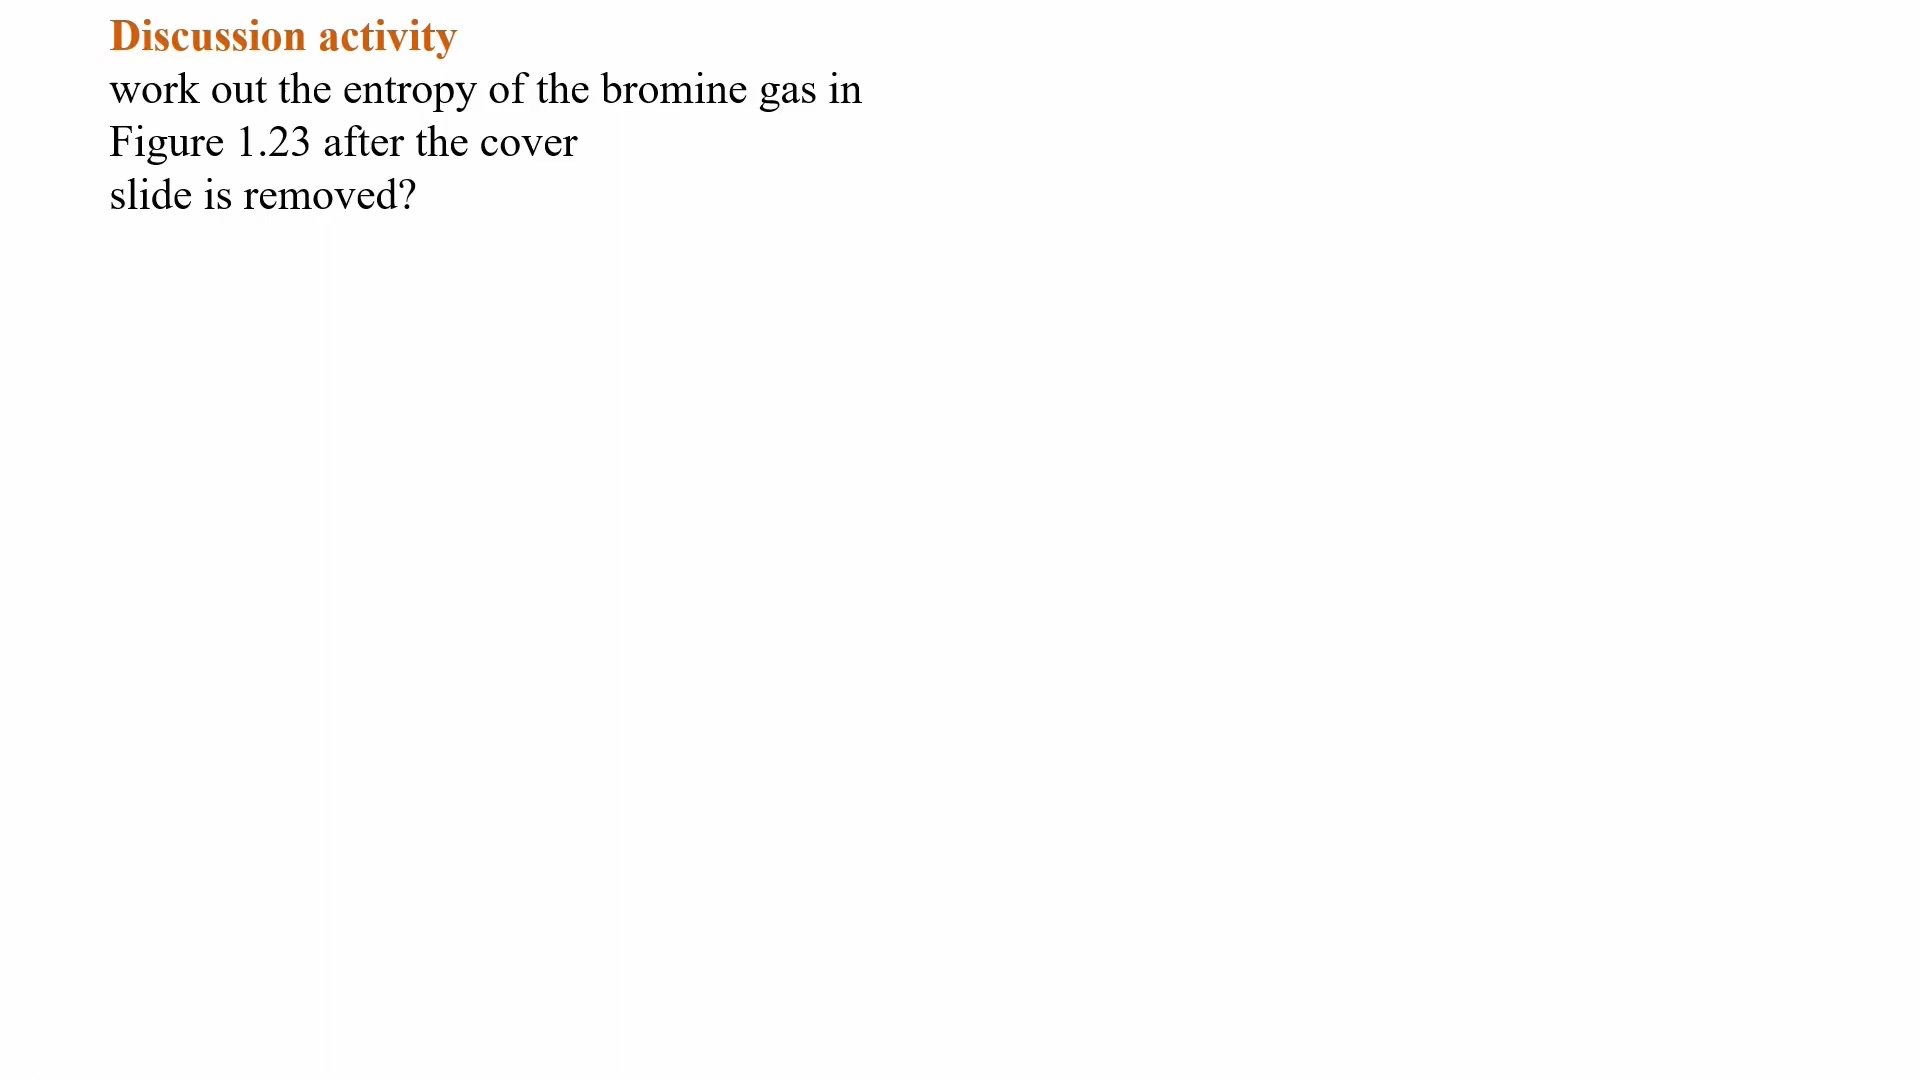 Discussion activity
work out the entropy of the bromine gas in
Figure 1.23 after the cover
slide is removed?